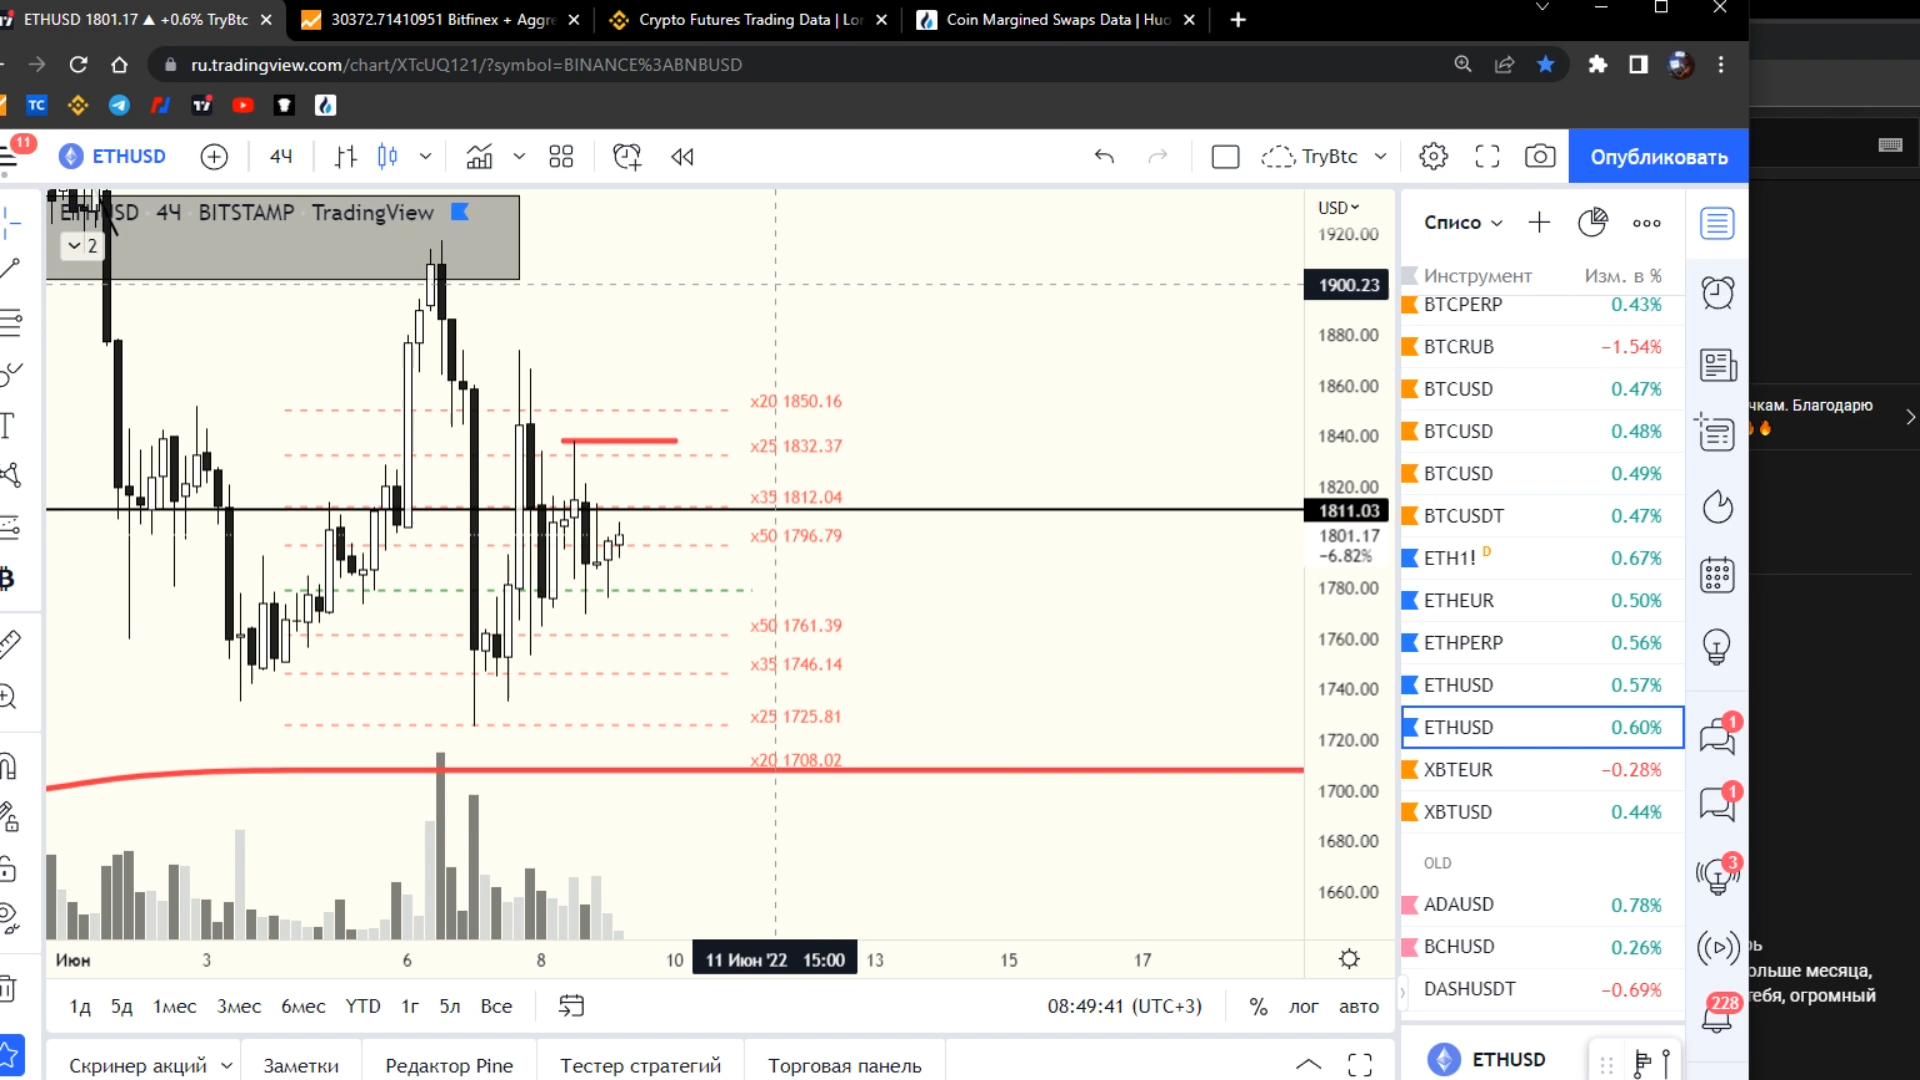 ETHUSD 1801.17 ▲ +0.6% TryBtc
30372.71410951 Bitfinex + Aggre
Crypto Futures Trading Data | Lon
Coin Margined Swaps Data | Huo
ru.tradingview.com/chart/XTcUQ121/?symbol=BINANCE%3ABNBUSD
TC
11
ETHUSD
4Ч
TryBtc
Опубликовать
ETHUSD 4Ч BITSTAMP TradingView
2
USD
1920.00
1900.23
1880.00
1860.00
1840.00
1820.00
1811.03
1801.17
−6.82%
1780.00
1760.00
1740.00
1720.00
1700.00
1680.00
1660.00
x20 1850.16
x25 1832.37
x35 1812.04
x50 1796.79
x50 1761.39
x35 1746.14
x25 1725.81
x20 1708.02
Июн 3 6 8 10 11 Июн '22 15:00 13 15 17
1д 5д 1мес 3мес 6мес YTD 1г 5л Все
08:49:41 (UTC+3) % лог авто
Скринер акций Заметки Редактор Pine Тестер стратегий Торговая панель
Списо
Инструмент Изм. в %
BTCPERP 0.43%
BTCRUB −1.54%
BTCUSD 0.47%
BTCUSD 0.48%
BTCUSD 0.49%
BTCUSDT 0.47%
ETH1! D 0.67%
ETHEUR 0.50%
ETHPERP 0.56%
ETHUSD 0.57%
ETHUSD 0.60%
XBTEUR −0.28%
XBTUSD 0.44%
OLD
ADAUSD 0.78%
BCHUSD 0.26%
DASHUSDT −0.69%
ETHUSD
1
1
3
228
чкам. Благодарю
ольше месяца,
тебя, огромный